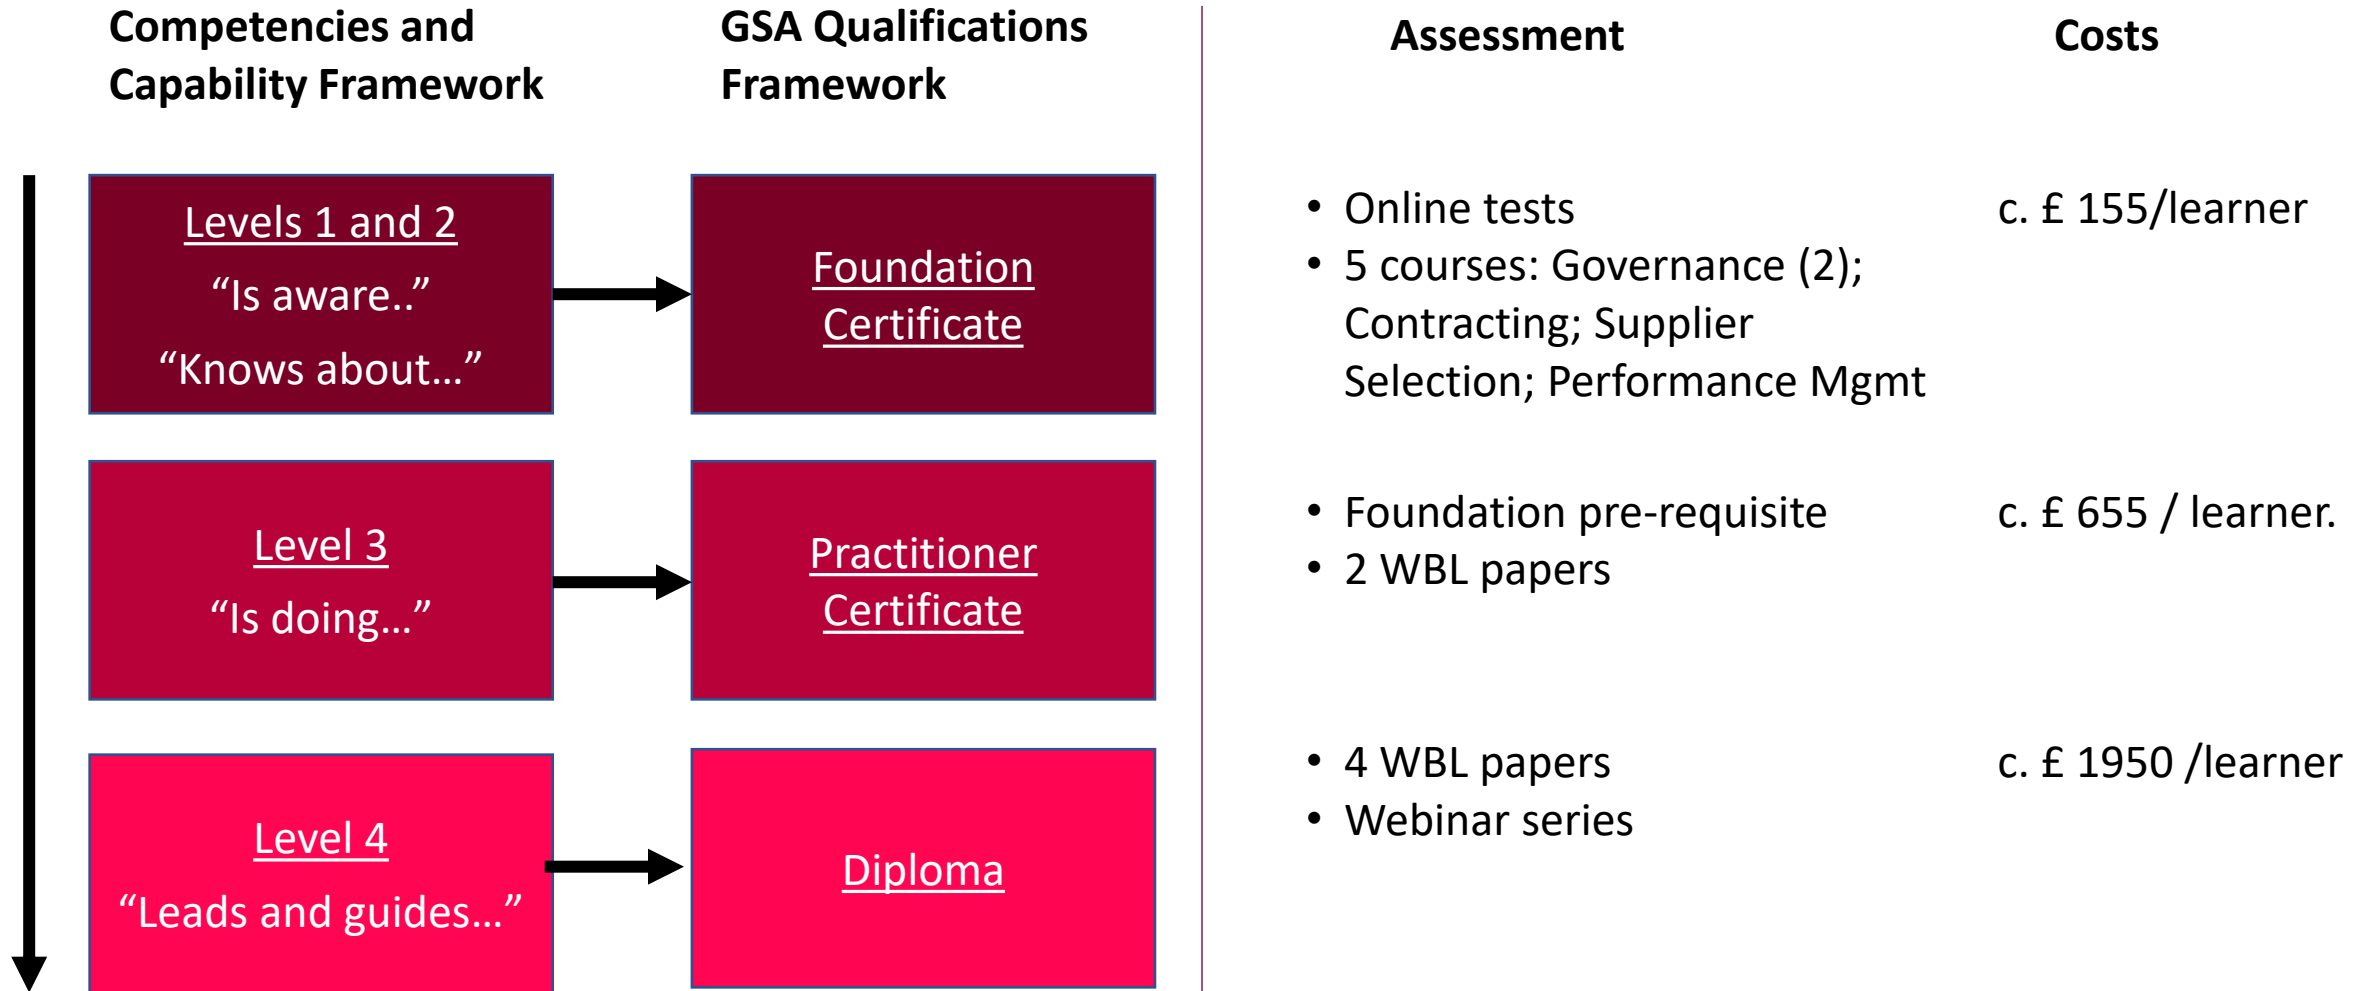 Competencies and
Capability Framework
GSA Qualifications
Framework
Assessment
Costs
Levels 1 and 2
“Is aware..”
“Knows about...”
Foundation
Certificate
• Online tests
• 5 courses: Governance (2);
Contracting; Supplier
Selection; Performance Mgmt
c. £ 155/learner
Level 3
“Is doing...”
Practitioner
Certificate
• Foundation pre-requisite
• 2 WBL papers
c. £ 655 / learner.
Level 4
“Leads and guides...”
Diploma
• 4 WBL papers
• Webinar series
c. £ 1950 /learner